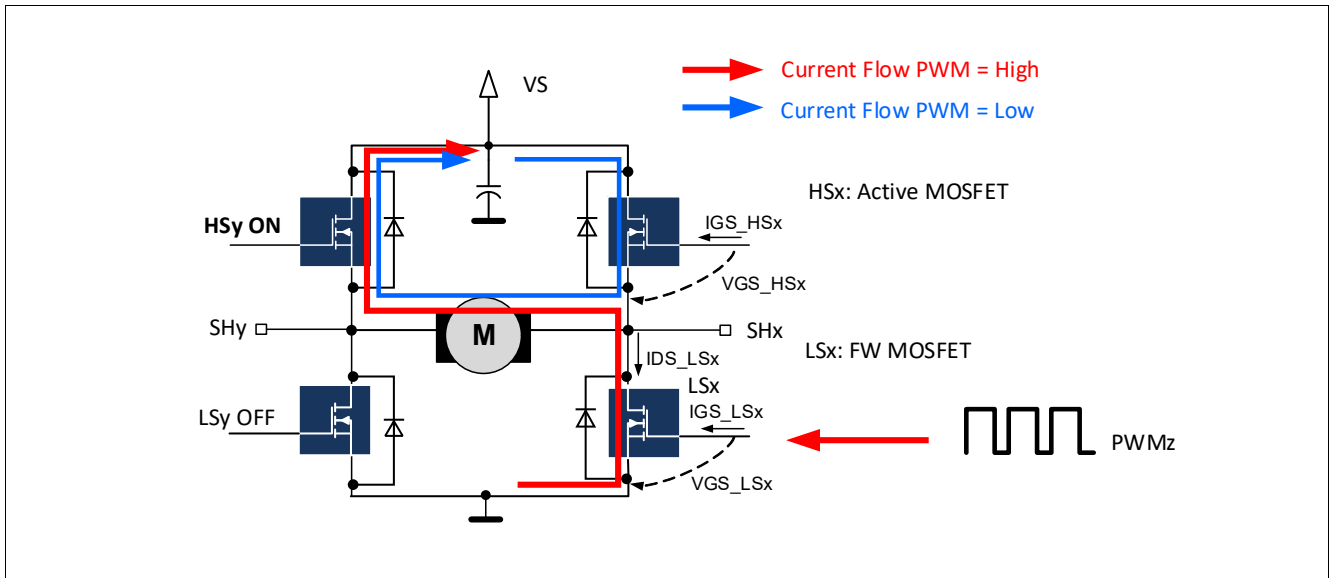 VS
Current Flow PWM = High
Current Flow PWM = Low
HSx: Active MOSFET
HSy ON
IGS_HSx
VGS_HSx
SHy
M
SHx
LSx: FW MOSFET
IDS_LSx
LSx
LSy OFF
IGS_LSx
PWMz
VGS_LSx